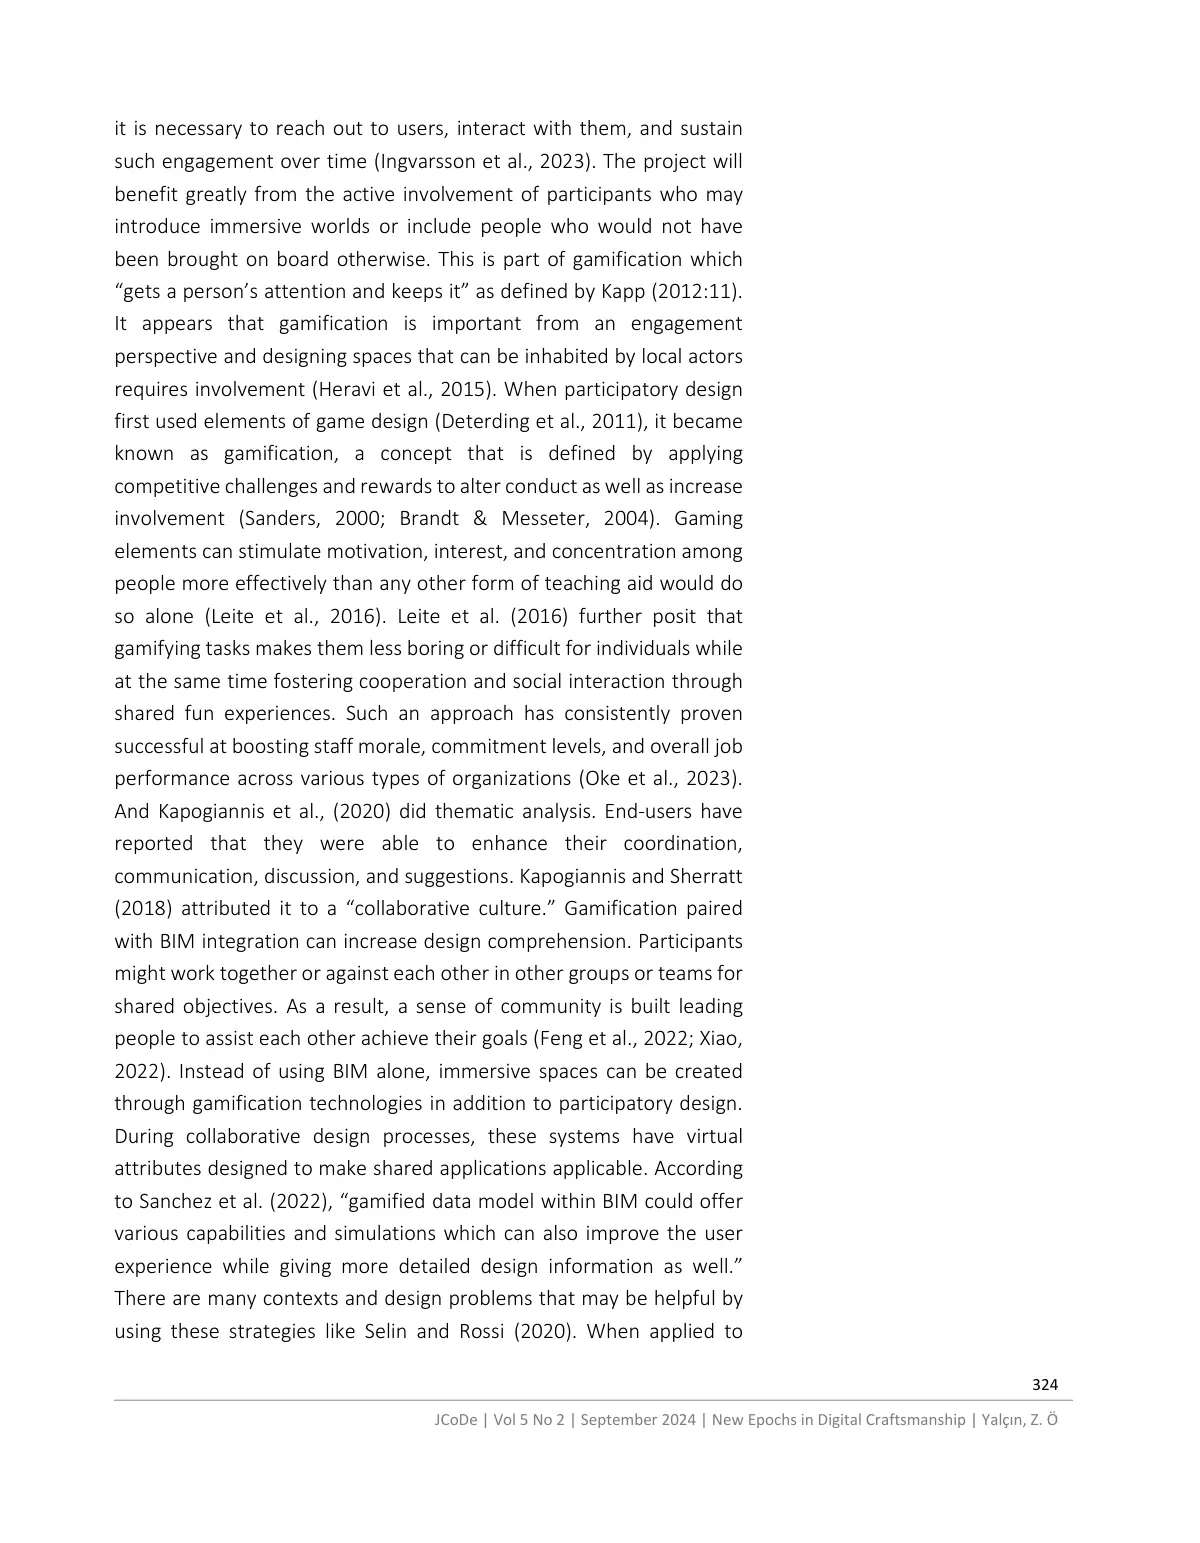 it is necessary to reach out to users, interact with them, and sustain
such engagement over time (Ingvarsson et al., 2023). The project will
benefit greatly from the active involvement of participants who may
introduce immersive worlds or include people who would not have
been brought on board otherwise. This is part of gamification which
“gets a person’s attention and keeps it” as defined by Kapp (2012:11).
It appears that gamification is important from an engagement
perspective and designing spaces that can be inhabited by local actors
requires involvement (Heravi et al., 2015). When participatory design
first used elements of game design (Deterding et al., 2011), it became
known as gamification, a concept that is defined by applying
competitive challenges and rewards to alter conduct as well as increase
involvement (Sanders, 2000; Brandt & Messeter, 2004). Gaming
elements can stimulate motivation, interest, and concentration among
people more effectively than any other form of teaching aid would do
so alone (Leite et al., 2016). Leite et al. (2016) further posit that
gamifying tasks makes them less boring or difficult for individuals while
at the same time fostering cooperation and social interaction through
shared fun experiences. Such an approach has consistently proven
successful at boosting staff morale, commitment levels, and overall job
performance across various types of organizations (Oke et al., 2023).
And Kapogiannis et al., (2020) did thematic analysis. End-users have
reported that they were able to enhance their coordination,
communication, discussion, and suggestions. Kapogiannis and Sherratt
(2018) attributed it to a “collaborative culture.” Gamification paired
with BIM integration can increase design comprehension. Participants
might work together or against each other in other groups or teams for
shared objectives. As a result, a sense of community is built leading
people to assist each other achieve their goals (Feng et al., 2022; Xiao,
2022). Instead of using BIM alone, immersive spaces can be created
through gamification technologies in addition to participatory design.
During collaborative design processes, these systems have virtual
attributes designed to make shared applications applicable. According
to Sanchez et al. (2022), “gamified data model within BIM could offer
various capabilities and simulations which can also improve the user
experience while giving more detailed design information as well.”
There are many contexts and design problems that may be helpful by
using these strategies like Selin and Rossi (2020). When applied to
324
JCoDe | Vol 5 No 2 | September 2024 | New Epochs in Digital Craftsmanship | Yalçın, Z. Ö